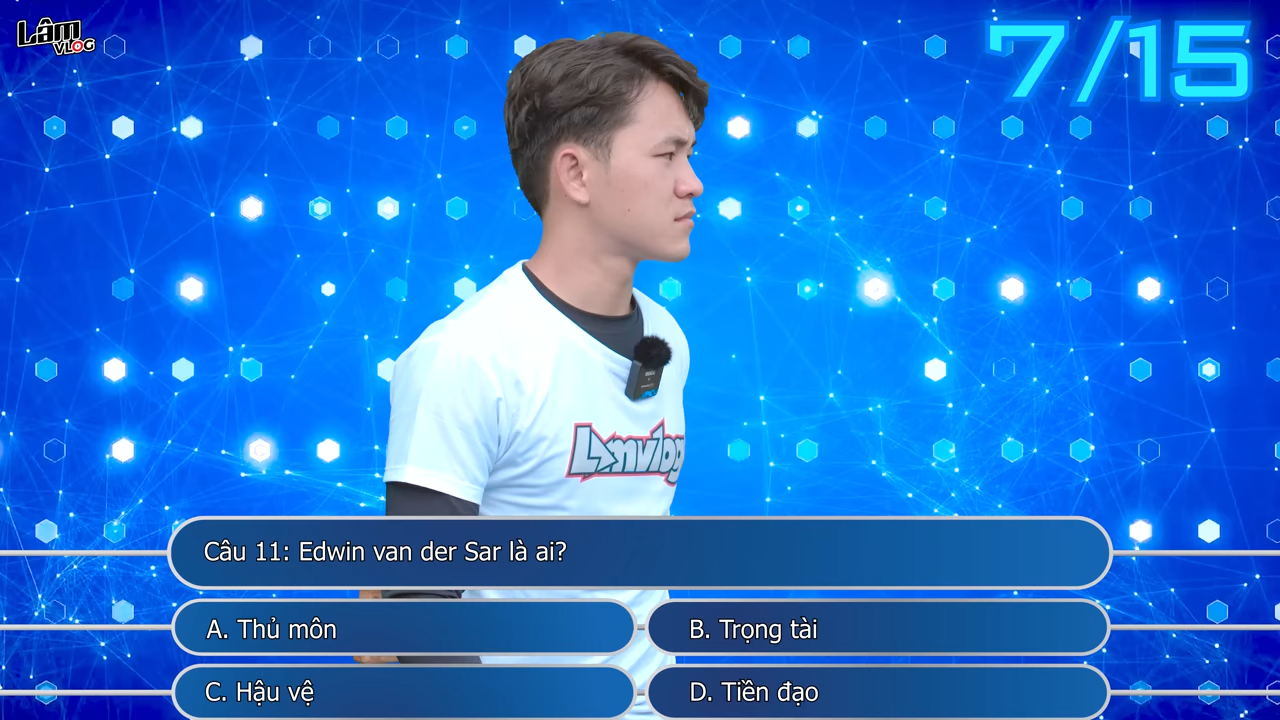 Lâm
VLOG
7/15
Lamvlog
Câu 11: Edwin van der Sar là ai?
A. Thủ môn
B. Trọng tài
C. Hậu vệ
D. Tiền đạo